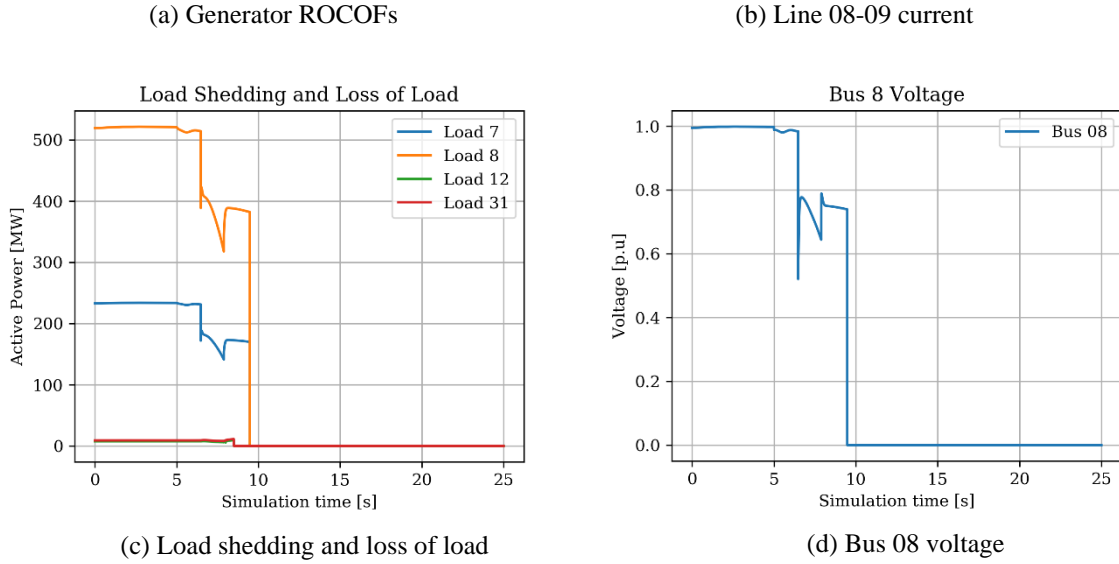 (a) Generator ROCOFs
(b) Line 08-09 current
Load Shedding and Loss of Load
500
400
300
200
100
0
Active Power [MW]
Load 7
Load 8
Load 12
Load 31
0 5 10 15 20 25
Simulation time [s]
(c) Load shedding and loss of load
Bus 8 Voltage
1.0
0.8
0.6
0.4
0.2
0.0
Voltage [p.u]
Bus 08
0 5 10 15 20 25
Simulation time [s]
(d) Bus 08 voltage